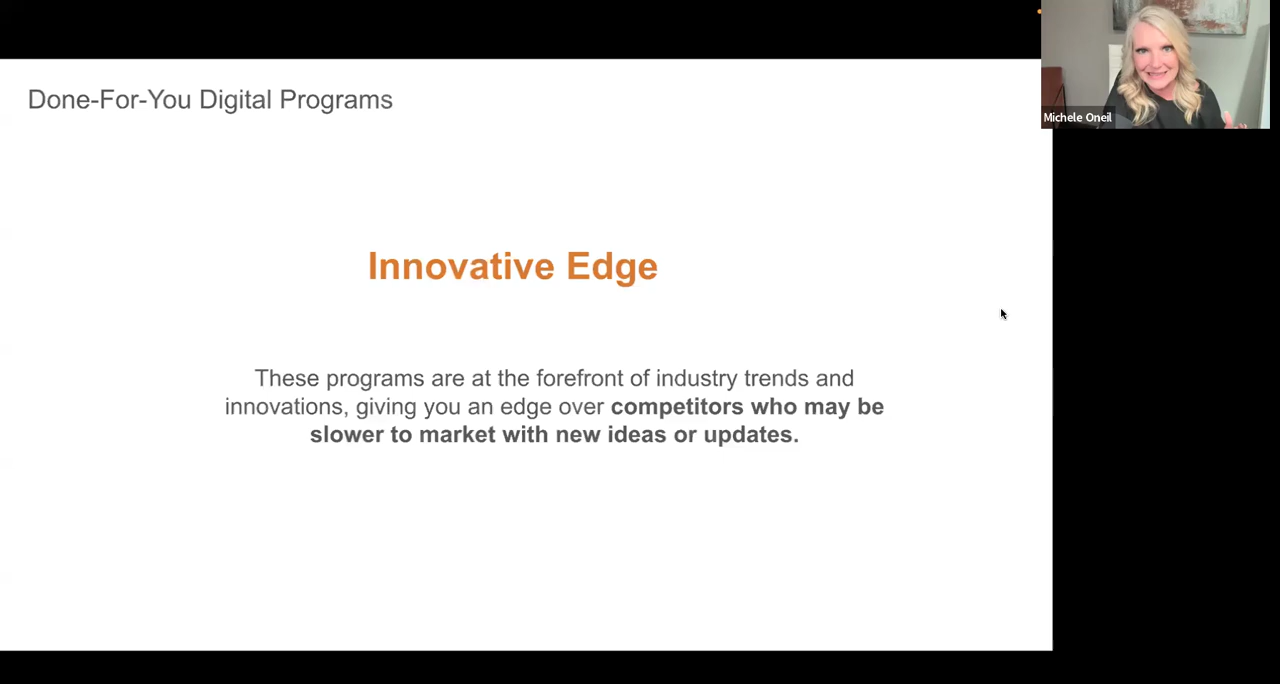 Done-For-You Digital Programs
Michele Oneil
Innovative Edge
These programs are at the forefront of industry trends and
innovations, giving you an edge over competitors who may be
slower to market with new ideas or updates.